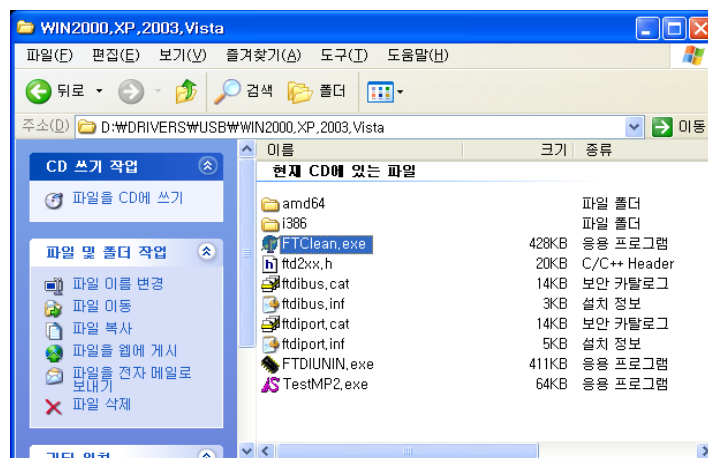 WIN2000,XP,2003,Vista
파일(F) 편집(E) 보기(V) 즐겨찾기(A) 도구(T) 도움말(H)
뒤로 검색 폴더
주소(D) D:₩DRIVERS₩USB₩WIN2000,XP,2003,Vista 이동
CD 쓰기 작업
파일을 CD에 쓰기
파일 및 폴더 작업
파일 이름 변경
파일 이동
파일 복사
파일을 웹에 게시
파일을 전자 메일로
보내기
파일 삭제
기타 위치
이름 크기 종류
현재 CD에 있는 파일
amd64 파일 폴더
i386 파일 폴더
FTClean,exe 428KB 응용 프로그램
ftd2xx,h 20KB C/C++ Header
ftdibus,cat 14KB 보안 카탈로그
ftdibus,inf 3KB 설치 정보
ftdiport,cat 14KB 보안 카탈로그
ftdiport,inf 5KB 설치 정보
FTDIUNIN,exe 411KB 응용 프로그램
TestMP2,exe 64KB 응용 프로그램